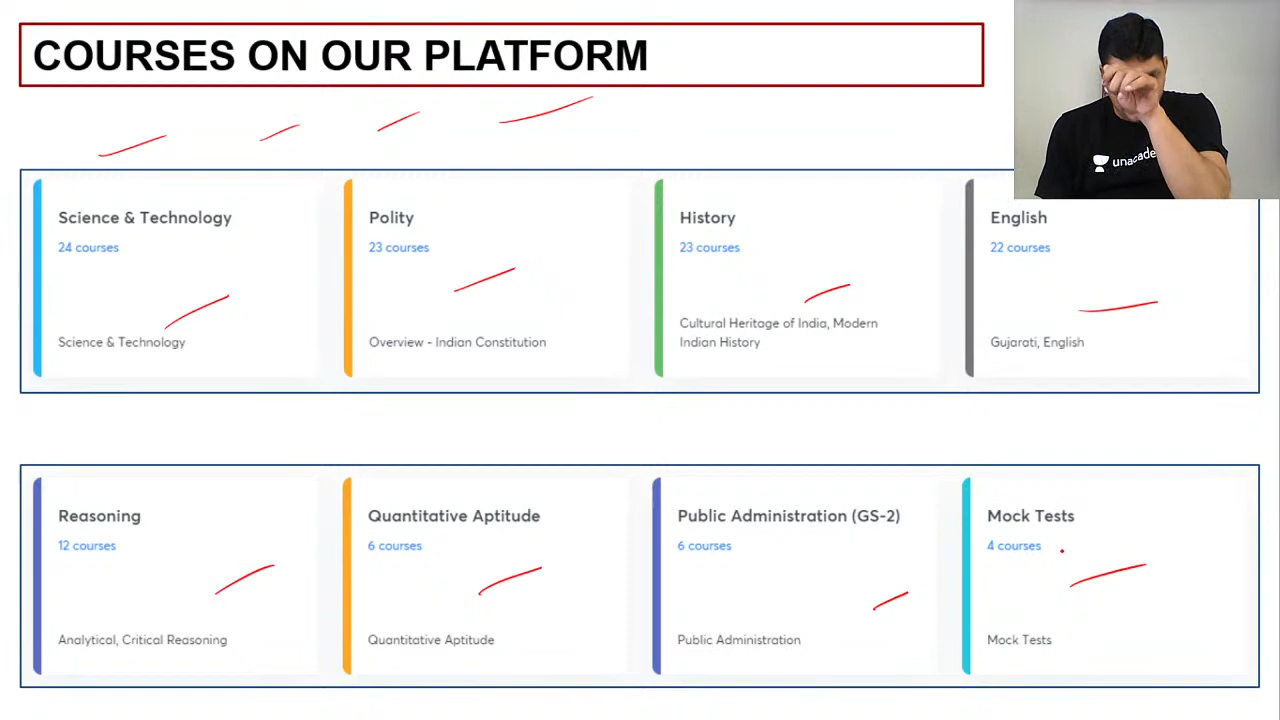 COURSES ON OUR PLATFORM
unacade
Science & Technology
24 courses
Science & Technology
Polity
23 courses
Overview - Indian Constitution
History
23 courses
Cultural Heritage of India, Modern
Indian History
English
22 courses
Gujarati, English
Reasoning
12 courses
Analytical, Critical Reasoning
Quantitative Aptitude
6 courses
Quantitative Aptitude
Public Administration (GS-2)
6 courses
Public Administration
Mock Tests
4 courses
Mock Tests